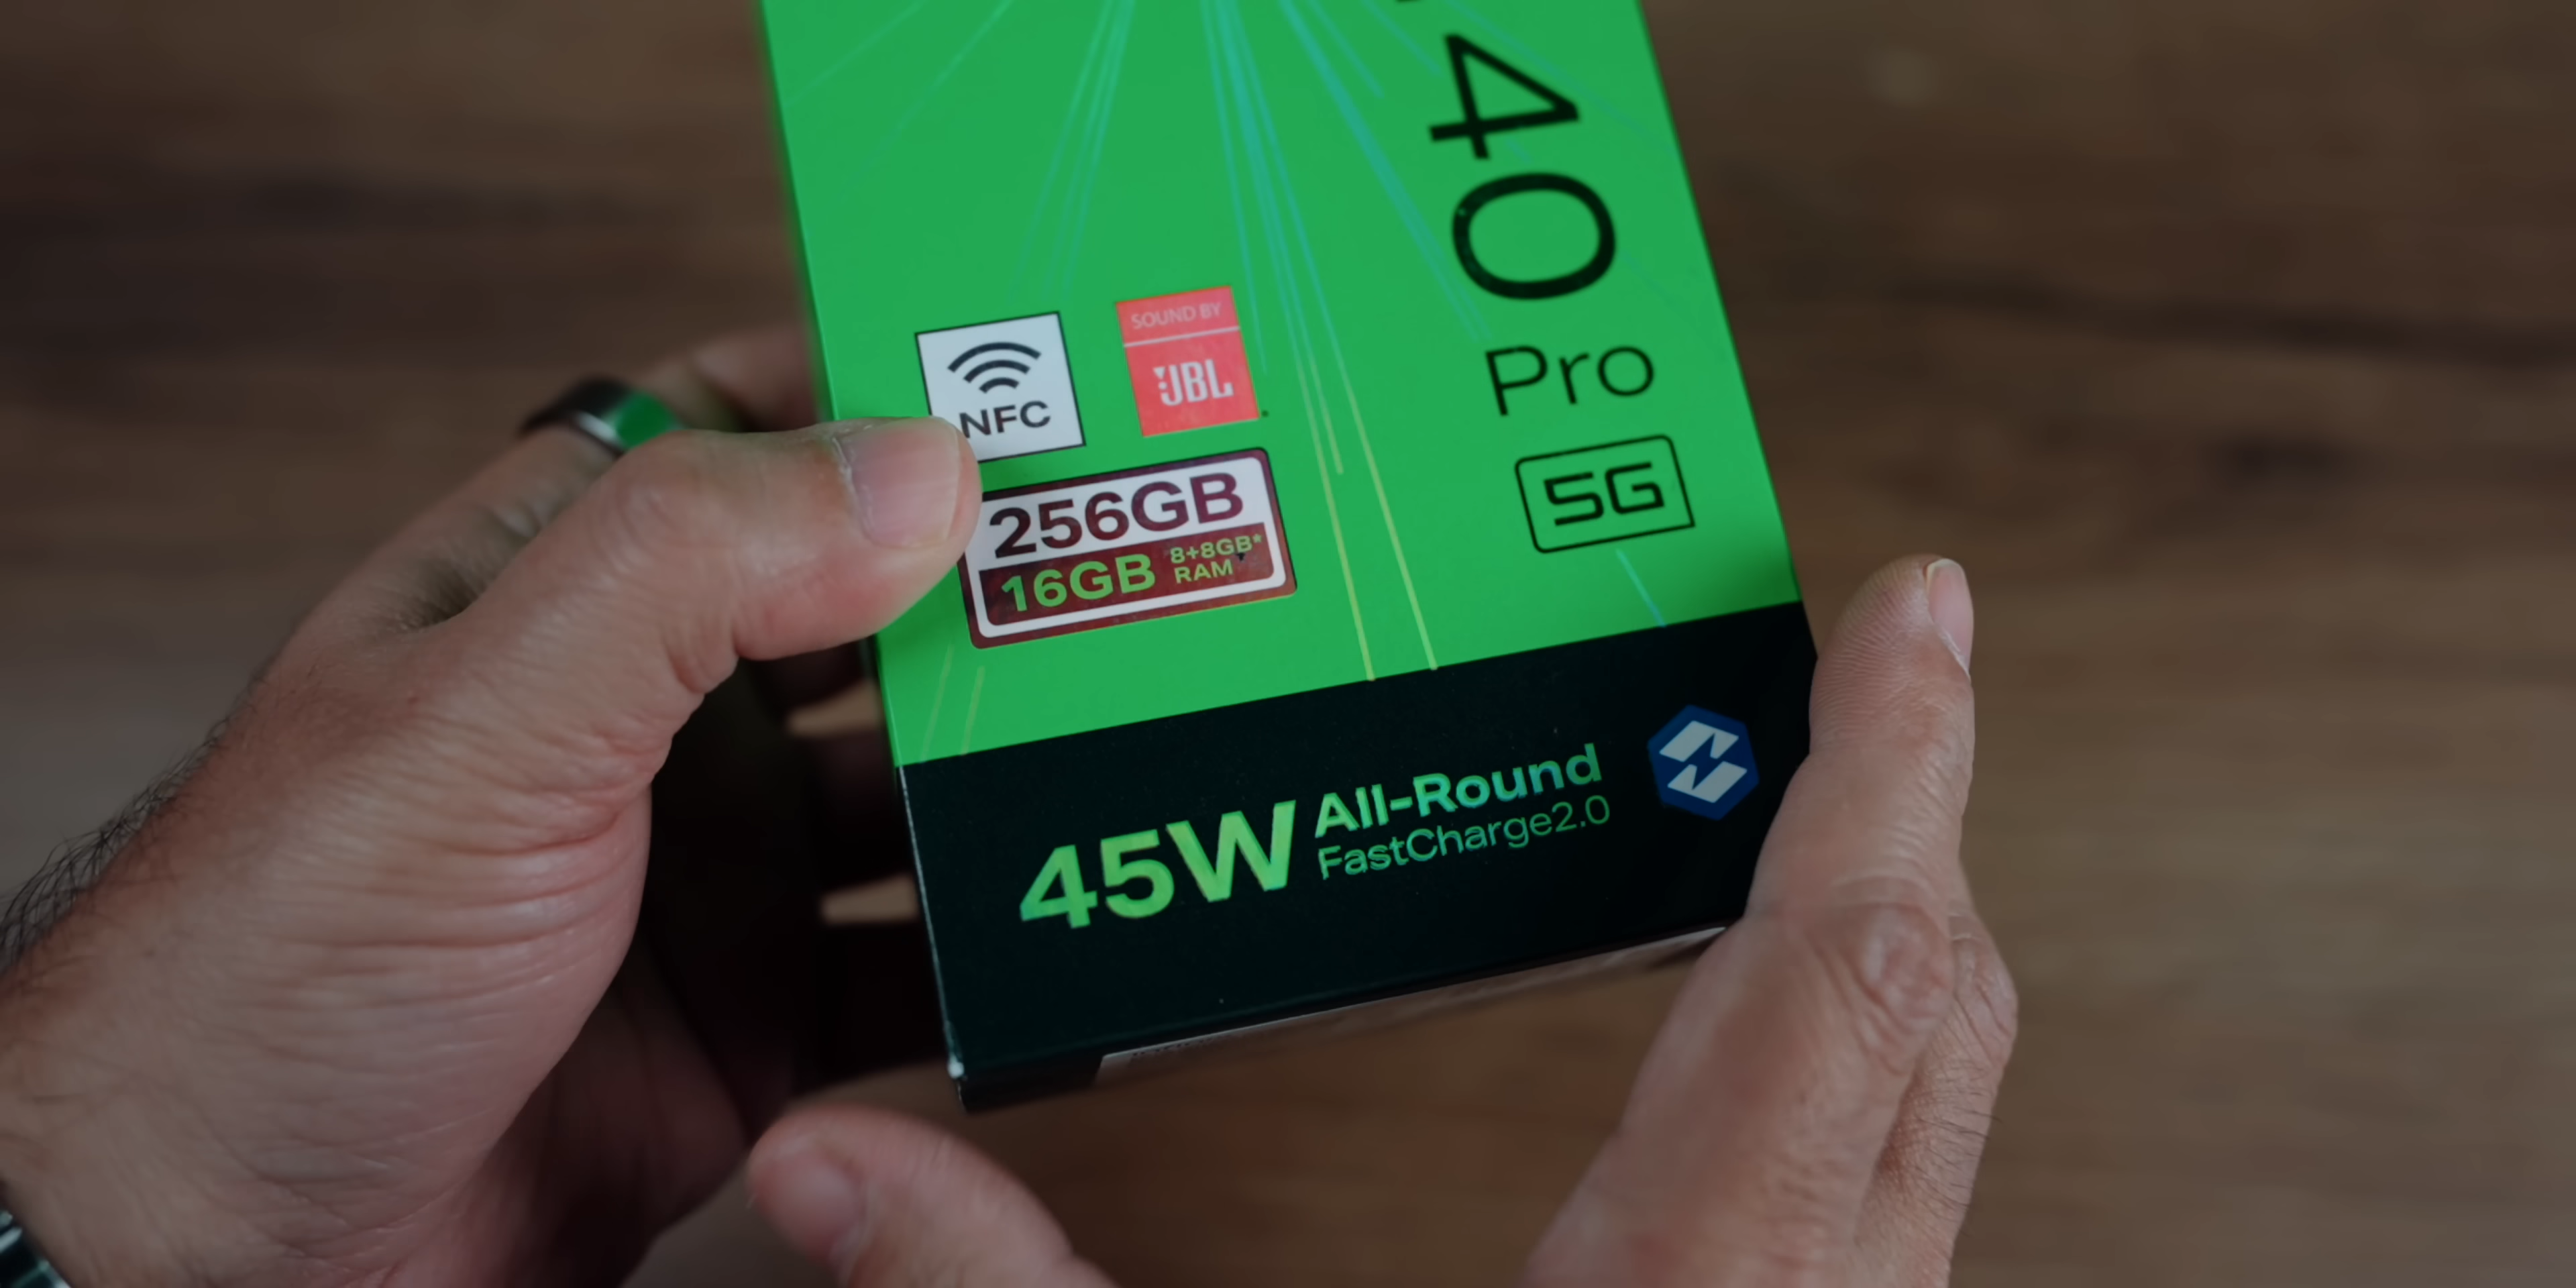 40
Pro
5G
NFC
SOUND BY
JBL
256GB
16GB 8+8GB*
RAM
45W All-Round
FastCharge2.0